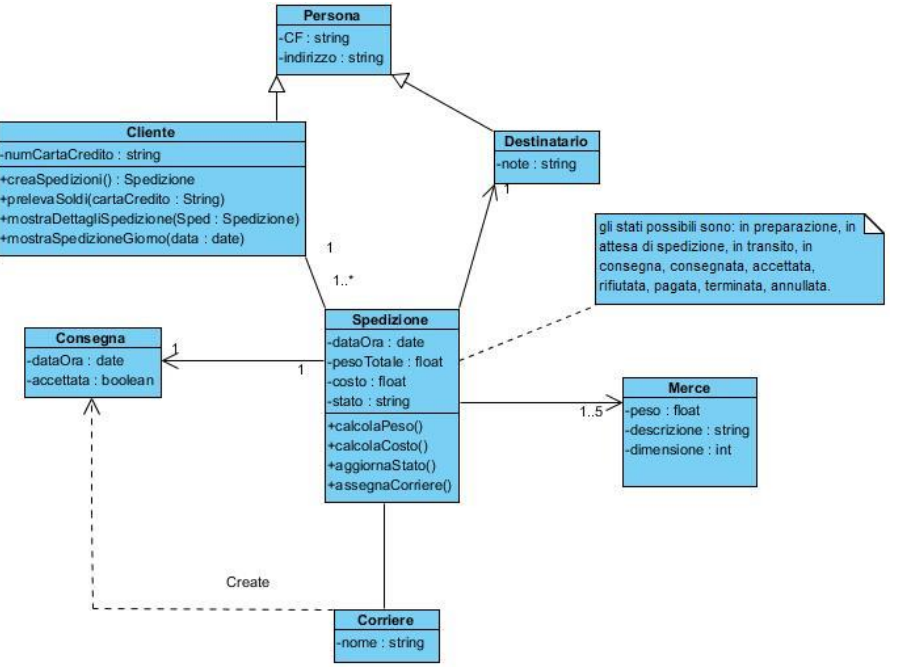 Persona
-CF : string
-indirizzo : string
Cliente
-numCartaCredito : string
+creaSpedizioni() : Spedizione
+prelevaSoldi(cartaCredito : String)
+mostraDettagliSpedizione(Sped : Spedizione)
+mostraSpedizioneGiorno(data : date)
Destinatario
-note : string
1
gli stati possibili sono: in preparazione, in
attesa di spedizione, in transito, in
consegna, consegnata, accettata,
rifiutata, pagata, terminata, annullata.
1
1..*
Spedizione
-dataOra : date
-pesoTotale : float
-costo : float
-stato : string
+calcolaPeso()
+calcolaCosto()
+aggiornaStato()
+assegnaCorriere()
Consegna
-dataOra : date
-accettata : boolean
1
1
Merce
-peso : float
-descrizione : string
-dimensione : int
1..5
Create
Corriere
-nome : string